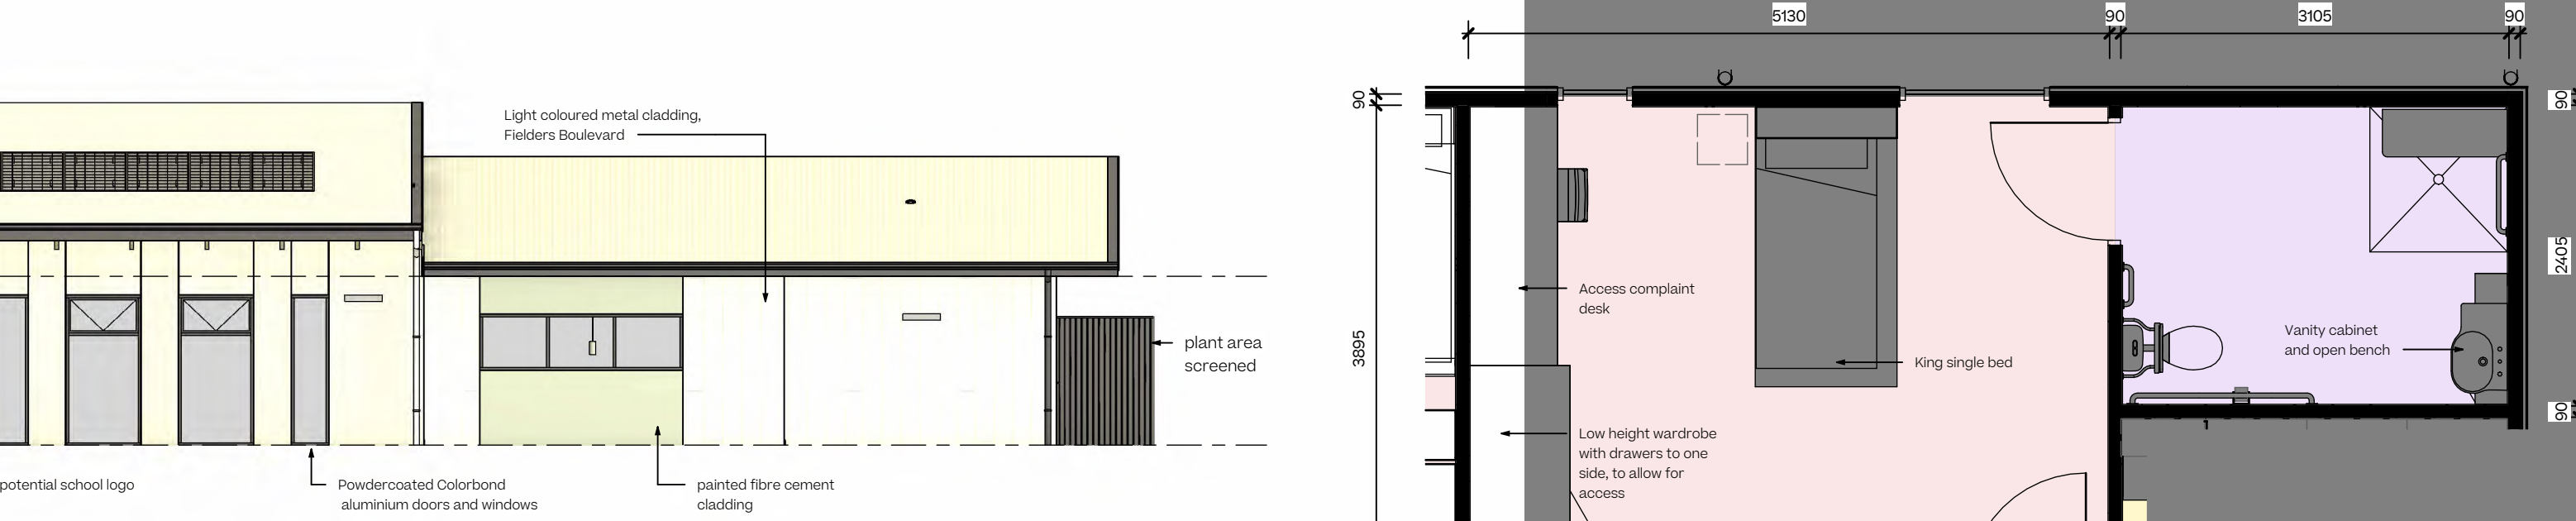 Light coloured metal cladding,
Fielders Boulevard
plant area
screened
potential school logo
Powdercoated Colorbond
aluminium doors and windows
painted fibre cement
cladding
5130
90
3105
90
90
3895
90
2405
90
Access complaint
desk
King single bed
Vanity cabinet
and open bench
Low height wardrobe
with drawers to one
side, to allow for
access